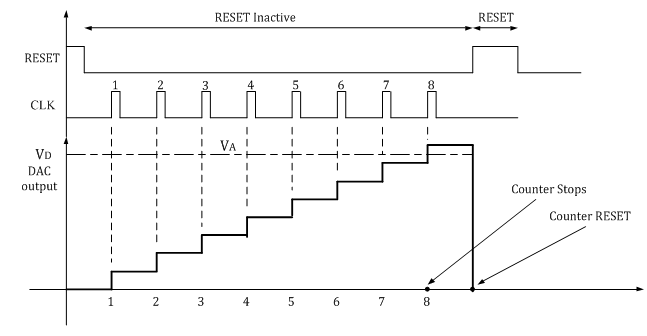 RESET Inactive RESET
RESET
1 2 3 4 5 6 7 8
CLK
VA
VD
DAC
output
Counter Stops
Counter RESET
1 2 3 4 5 6 7 8